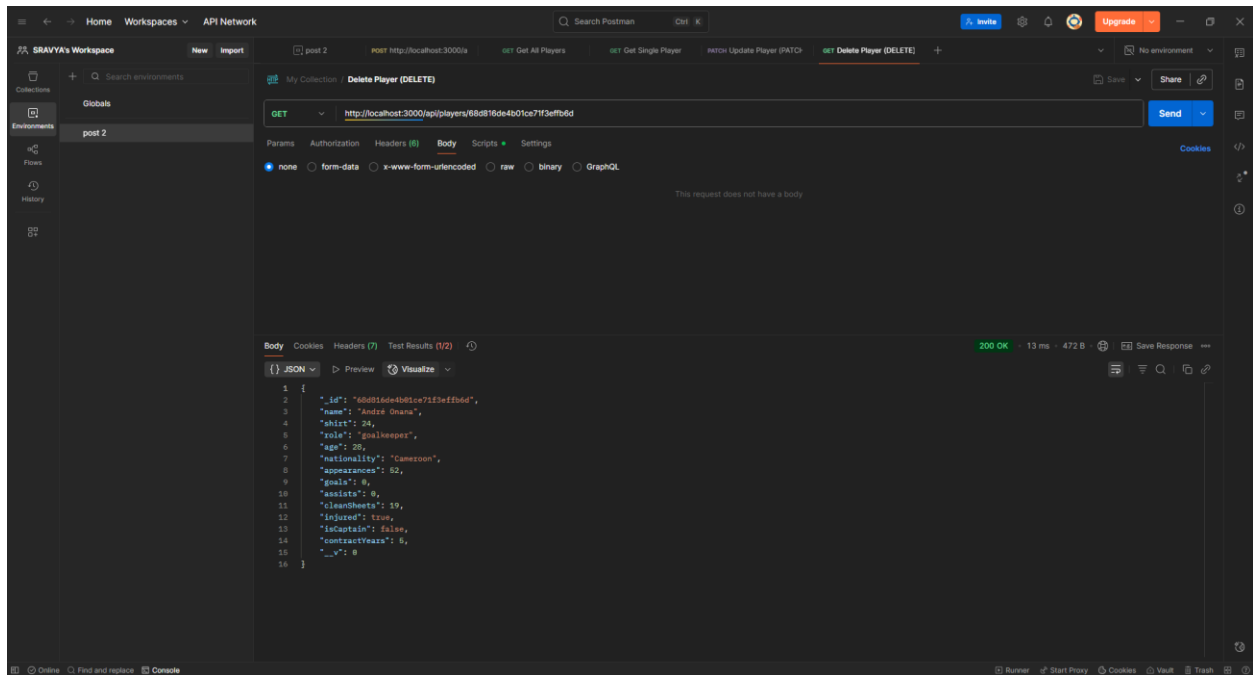 Home Workspaces API Network Search Postman Ctrl K Invite Upgrade
SRAVYA's Workspace New Import post 2 POST http://localhost:3000/a GET Get All Players GET Get Single Player PATCH Update Player (PATCH GET Delete Player (DELETE) No environment
Collections Search environments My Collection / Delete Player (DELETE) Save Share
Globals
Environments GET http://localhost:3000/api/players/68d816de4b01ce71f3effb6d Send
post 2
Flows Params Authorization Headers (6) Body Scripts Settings Cookies
none form-data x-www-form-urlencoded raw binary GraphQL
History This request does not have a body
Body Cookies Headers (7) Test Results (1/2) 200 OK 13 ms 472 B Save Response
{} JSON Preview Visualize
1 {
2 "_id": "68d816de4b01ce71f3effb6d",
3 "name": "André Onana",
4 "shirt": 24,
5 "role": "goalkeeper",
6 "age": 28,
7 "nationality": "Cameroon",
8 "appearances": 52,
9 "goals": 0,
10 "assists": 0,
11 "cleanSheets": 19,
12 "injured": true,
13 "isCaptain": false,
14 "contractYears": 5,
15 "__v": 0
16 }
Online Find and replace Console Runner Start Proxy Cookies Vault Trash